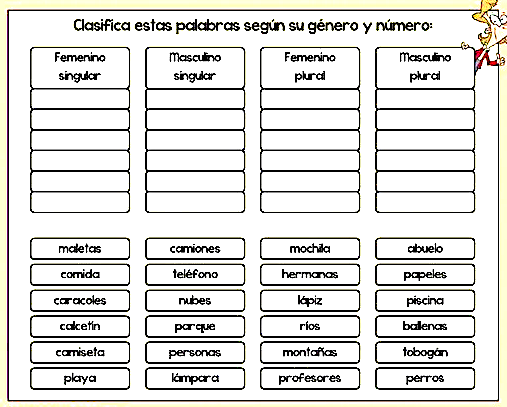 Clasifica estas palabras según su género y número:
Femenino singular
Masculino singular
Femenino plural
Masculino plural
maletas camiones mochila abuelo
comida teléfono hermanas papeles
caracoles nubes lápiz piscina
calcetín parque ríos ballenas
camiseta personas montañas tobogán
playa lámpara profesores perros